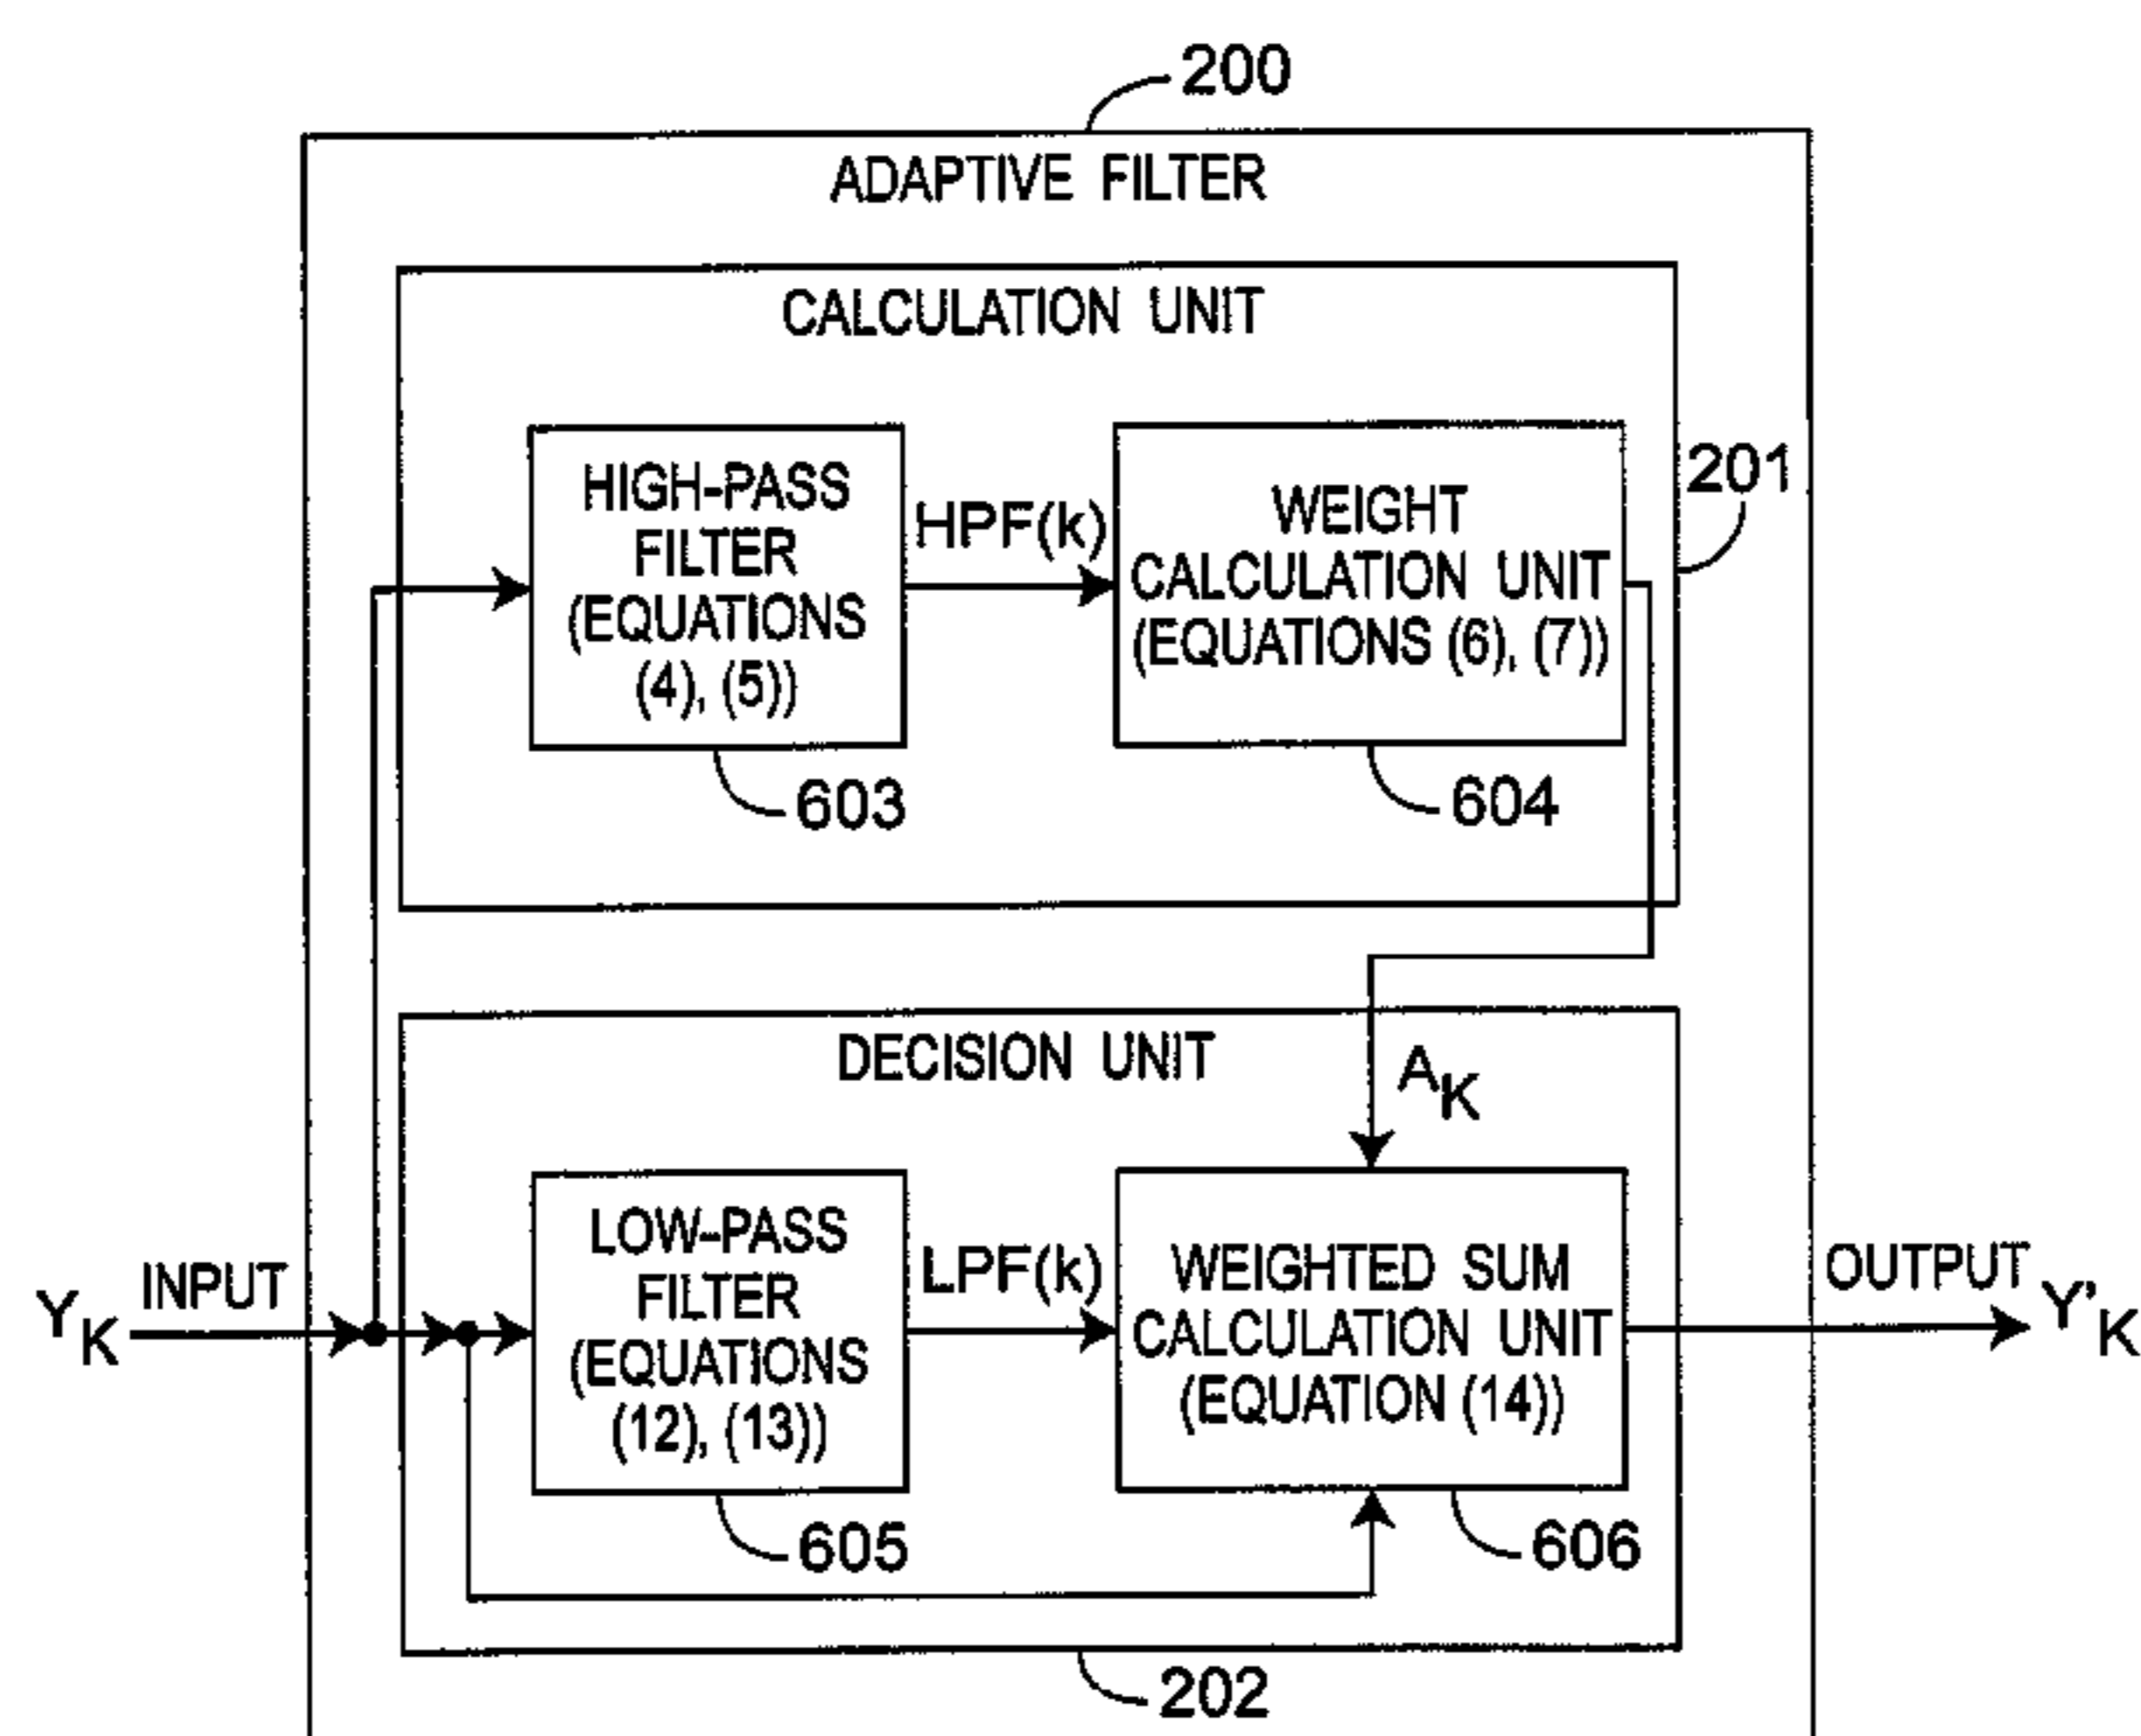 200
ADAPTIVE FILTER
CALCULATION UNIT
HIGH-PASS
FILTER
(EQUATIONS
(4), (5))
HPF(k)
WEIGHT
CALCULATION UNIT
(EQUATIONS (6), (7))
201
603
604
DECISION UNIT
AK
LOW-PASS
FILTER
(EQUATIONS
(12), (13))
LPF(k)
WEIGHTED SUM
CALCULATION UNIT
(EQUATION (14))
YK
INPUT
OUTPUT
Y'K
605
606
202